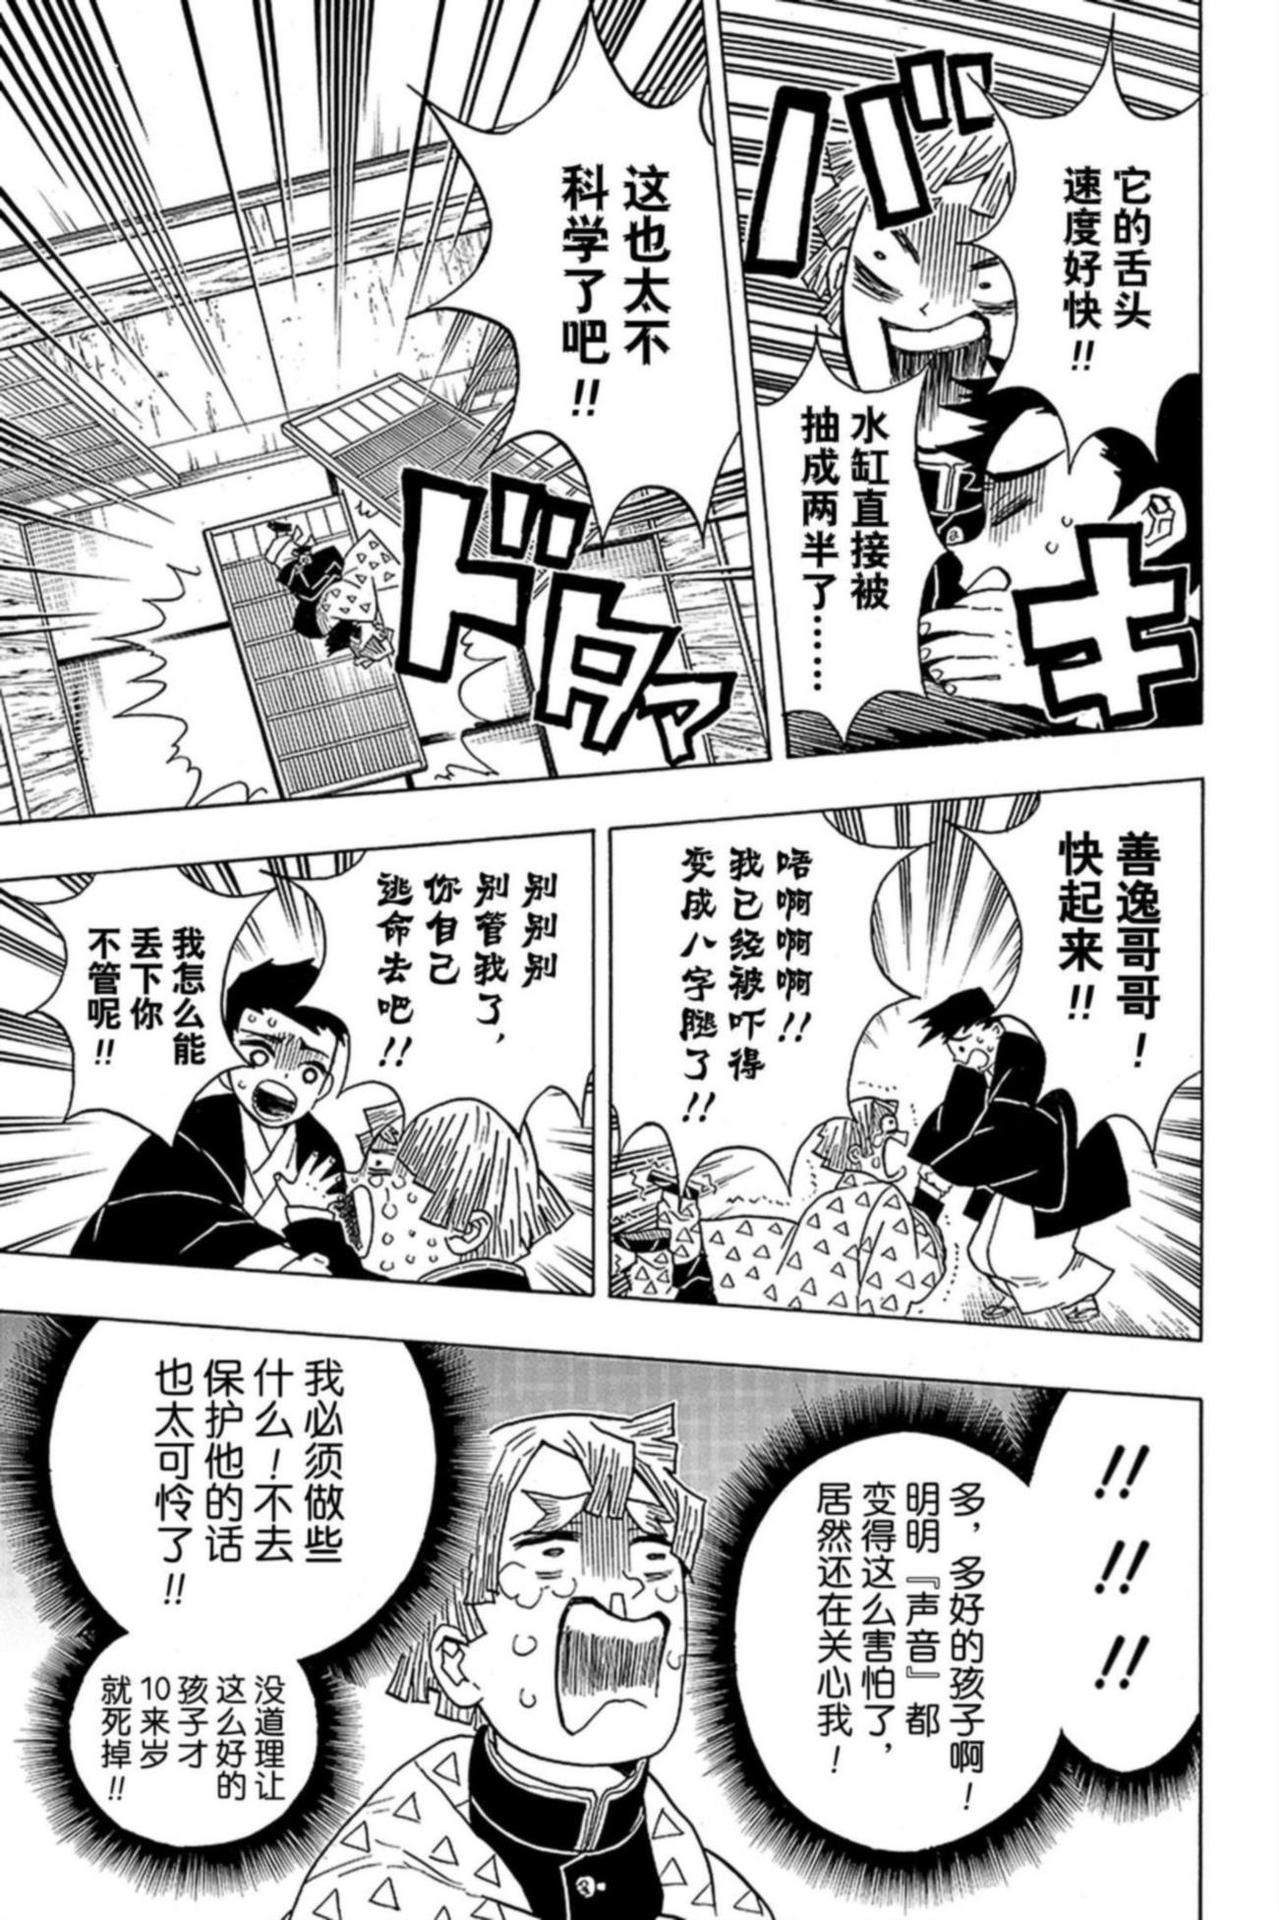 它的舌头
速度好快!!
水缸直接被
抽成两半了……
ババッ
キ
这也太不
科学了吧!!
ドタマ
善逸哥哥!
快起来!!
唔啊啊啊!!
我已经被吓得
变成八字腿了!!
别别别
别管我了,
你自己
逃命去吧!!
我怎么能
丢下你
不管呢!!
!!
!!
!!
多,多好的孩子啊!
明明『声音』都
变得这么害怕了,
居然还在关心我!
我必须做些
什么!不去
保护他的话
也太可怜了!!
没道理让
这么好的
孩子才
10来岁
就死掉!!